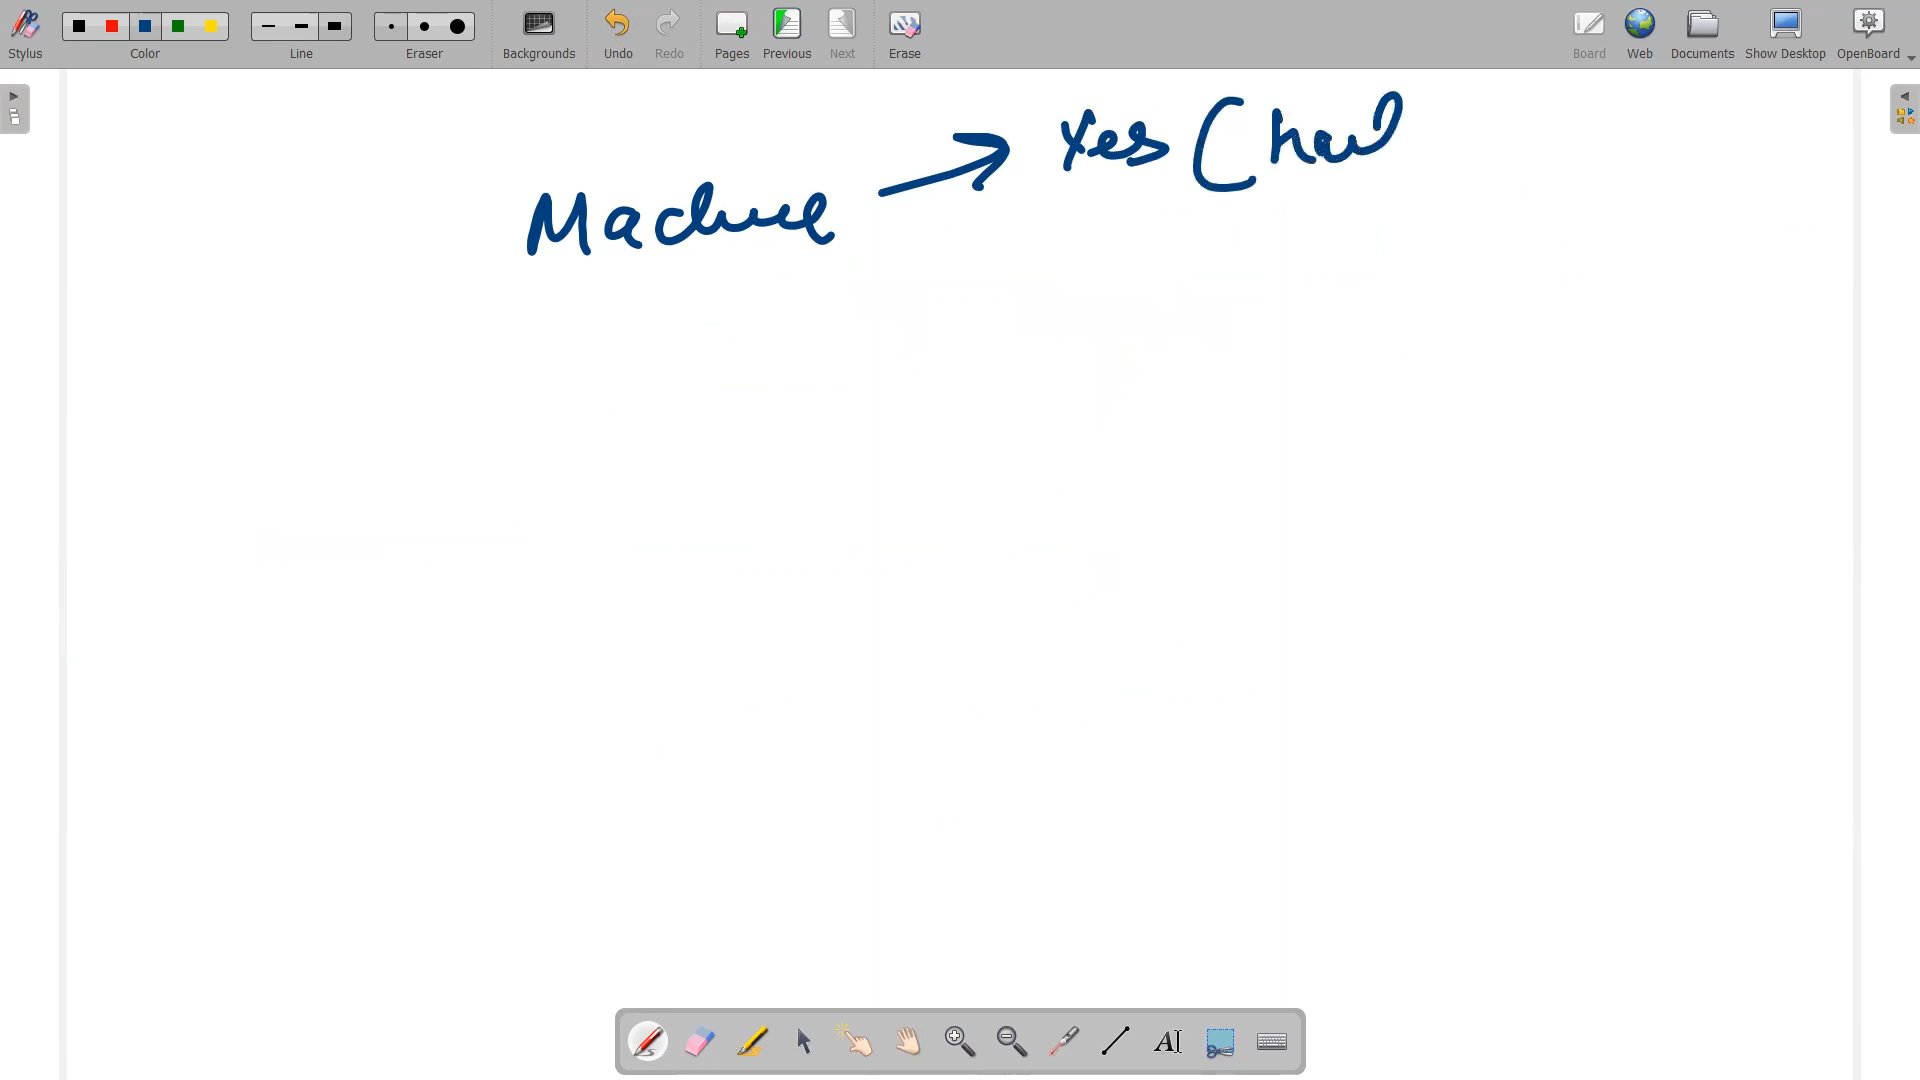 Stylus Color Line Eraser Backgrounds Undo Redo Pages Previous Next Erase Board Web Documents Show Desktop OpenBoard
Machine → Yes (